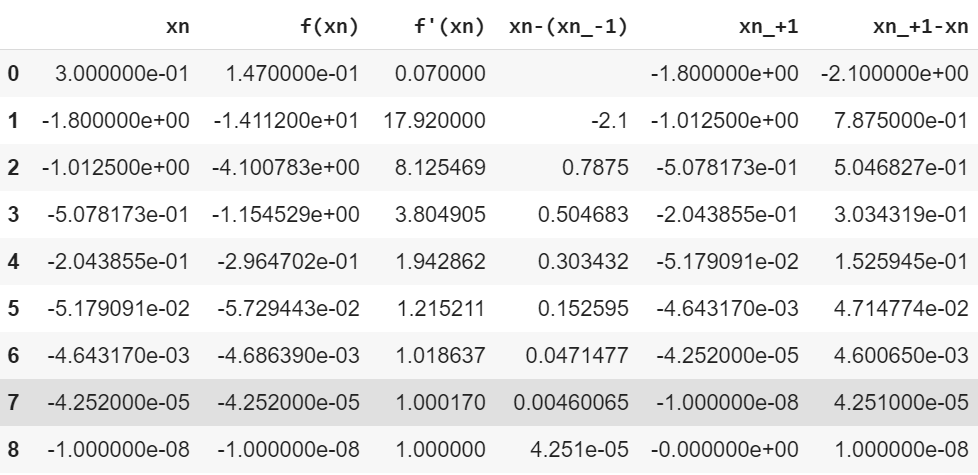 xn f(xn) f'(xn) xn-(xn_-1) xn_+1 xn_+1-xn
0 3.000000e-01 1.470000e-01 0.070000 -1.800000e+00 -2.100000e+00
1 -1.800000e+00 -1.411200e+01 17.920000 -2.1 -1.012500e+00 7.875000e-01
2 -1.012500e+00 -4.100783e+00 8.125469 0.7875 -5.078173e-01 5.046827e-01
3 -5.078173e-01 -1.154529e+00 3.804905 0.504683 -2.043855e-01 3.034319e-01
4 -2.043855e-01 -2.964702e-01 1.942862 0.303432 -5.179091e-02 1.525945e-01
5 -5.179091e-02 -5.729443e-02 1.215211 0.152595 -4.643170e-03 4.714774e-02
6 -4.643170e-03 -4.686390e-03 1.018637 0.0471477 -4.252000e-05 4.600650e-03
7 -4.252000e-05 -4.252000e-05 1.000170 0.00460065 -1.000000e-08 4.251000e-05
8 -1.000000e-08 -1.000000e-08 1.000000 4.251e-05 -0.000000e+00 1.000000e-08